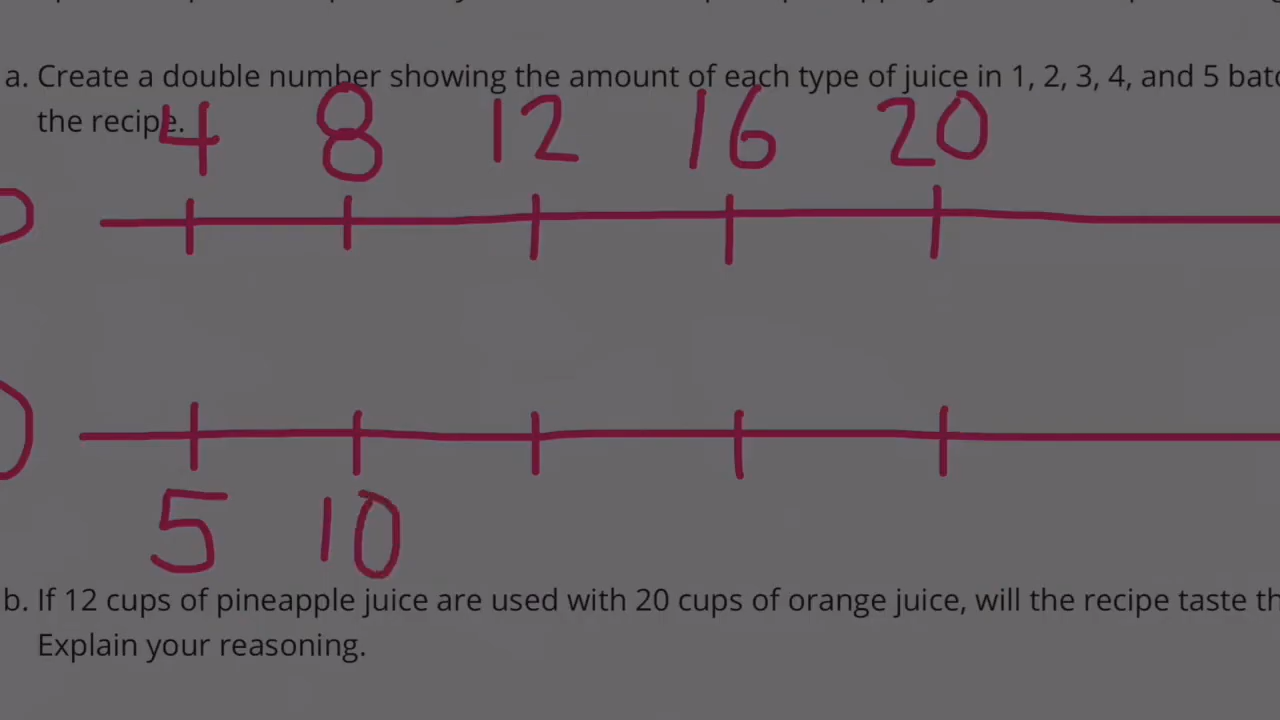 a. Create a double number showing the amount of each type of juice in 1, 2, 3, 4, and 5
the recipe.
4 8 12 16 20
5 10
b. If 12 cups of pineapple juice are used with 20 cups of orange juice, will the recipe taste
Explain your reasoning.